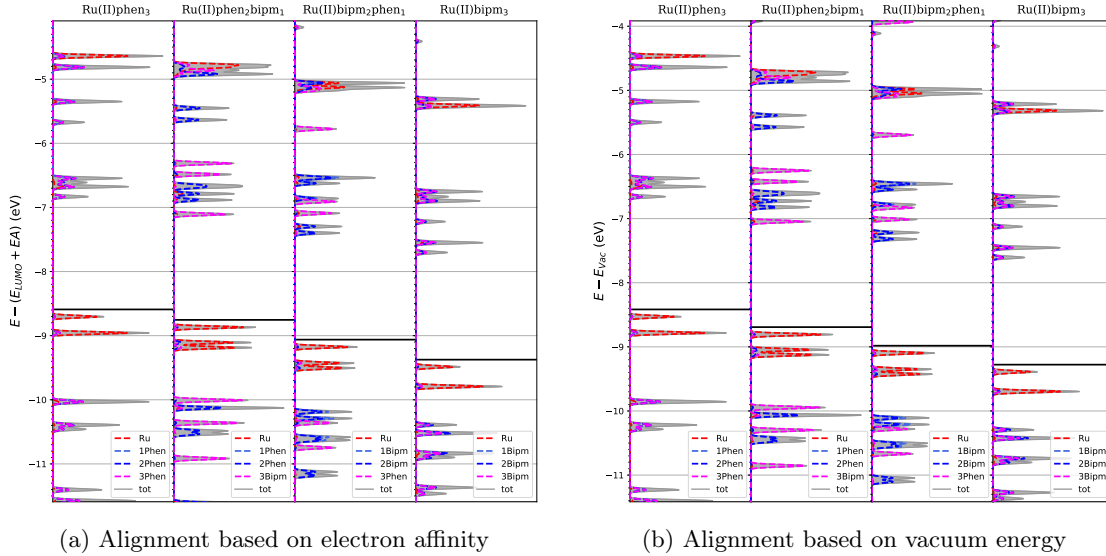 Ru(II)phen₃ Ru(II)phen₂bipm₁ Ru(II)bipm₂phen₁ Ru(II)bipm₃
−5
−6
−7
−8
−9
−10
−11
E − (E_LUMO + EA) (eV)
Ru
1Phen
2Phen
3Phen
tot
Ru
1Phen
2Phen
3Bipm
tot
Ru
1Bipm
2Bipm
3Phen
tot
Ru
1Bipm
2Bipm
3Bipm
tot
(a) Alignment based on electron affinity
Ru(II)phen₃ Ru(II)phen₂bipm₁ Ru(II)bipm₂phen₁ Ru(II)bipm₃
−4
−5
−6
−7
−8
−9
−10
−11
E − E_Vac (eV)
Ru
1Phen
2Phen
3Phen
tot
Ru
1Phen
2Phen
3Bipm
tot
Ru
1Bipm
2Bipm
3Phen
tot
Ru
1Bipm
2Bipm
3Bipm
tot
(b) Alignment based on vacuum energy